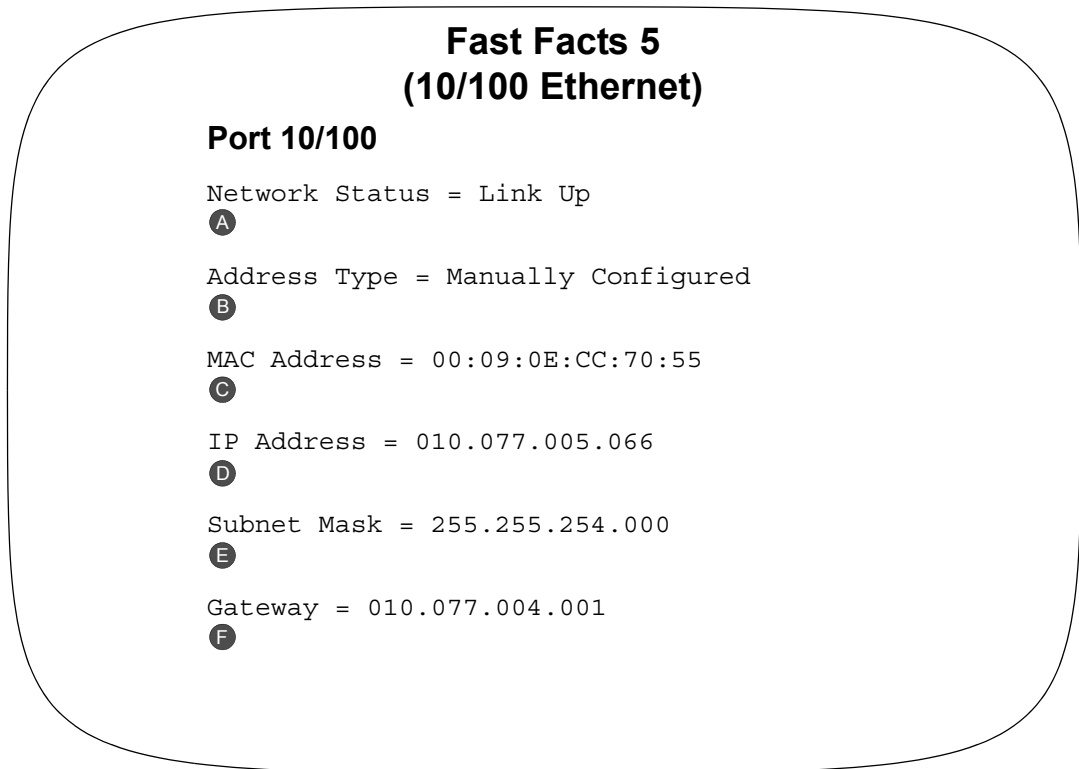 Fast Facts 5
(10/100 Ethernet)
Port 10/100
Network Status = Link Up
A
Address Type = Manually Configured
B
MAC Address = 00:09:0E:CC:70:55
C
IP Address = 010.077.005.066
D
Subnet Mask = 255.255.254.000
E
Gateway = 010.077.004.001
F